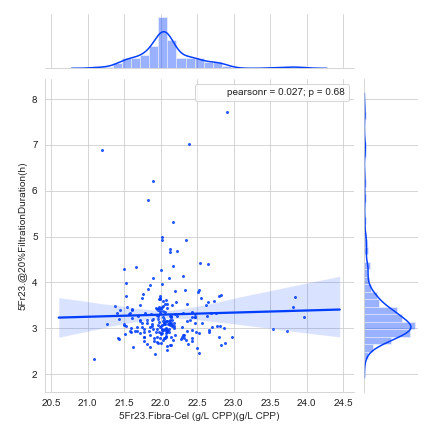 pearsonr = 0.027; p = 0.68
8
7
6
5
4
3
2
5Fr23.@20%FiltrationDuration(h)
20.5 21.0 21.5 22.0 22.5 23.0 23.5 24.0 24.5
5Fr23.Fibra-Cel (g/L CPP)(g/L CPP)